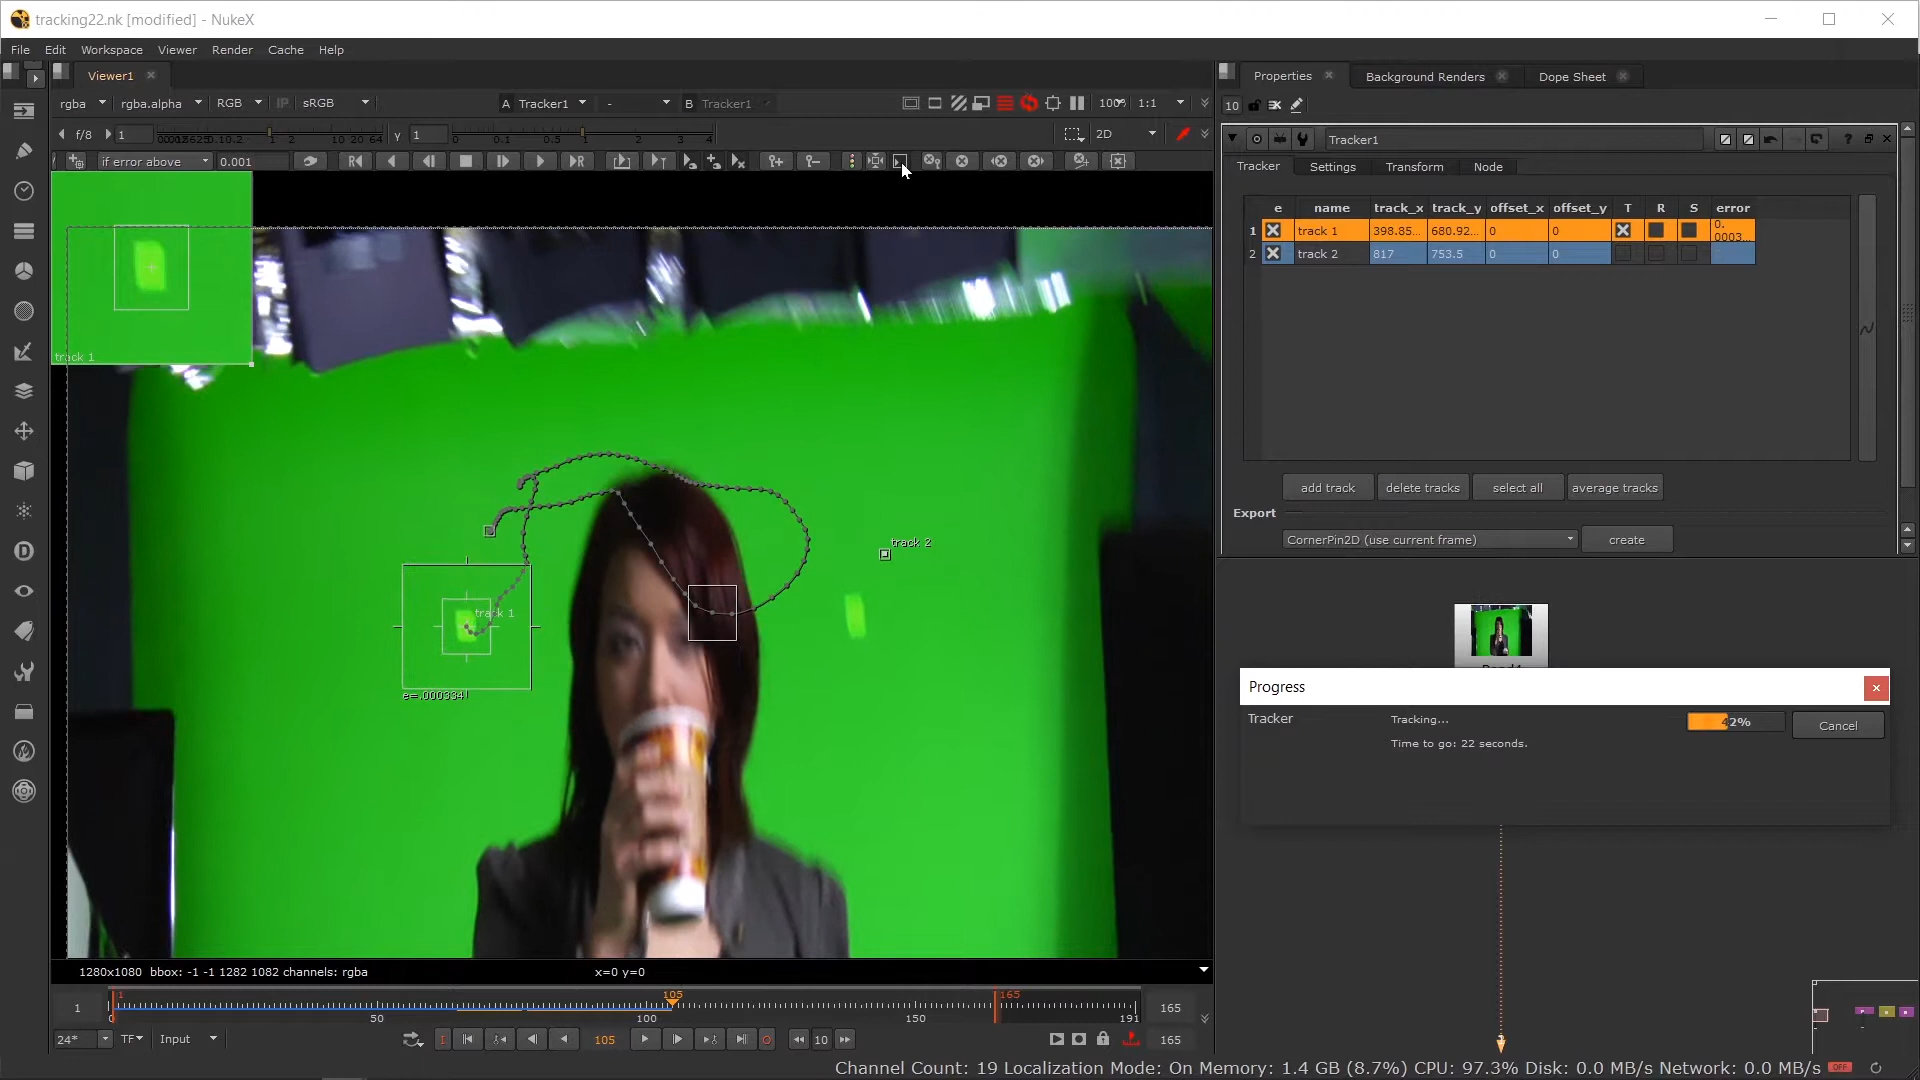 tracking22.nk [modified] - NukeX
File Edit Workspace Viewer Render Cache Help
Viewer1
rgba rgba.alpha RGB IP sRGB A Tracker1 - B Tracker1 100% 1:1
f/8 1 Y 1 2D
if error above 0.001
track 1
track 2
track 1
e=.000334
1280x1080 bbox: -1 -1 1282 1082 channels: rgba x=0 y=0
1 1 105 165 165
0 50 100 150 191
24* TF Input 105 10 165
Properties Background Renders Dope Sheet
10
Tracker1
Tracker Settings Transform Node
e name track_x track_y offset_x offset_y T R S error
1 track 1 398.85... 680.92... 0 0 0.0003...
2 track 2 817 753.5 0 0
add track delete tracks select all average tracks
Export
CornerPin2D (use current frame) create
Progress
Tracker Tracking... 42% Cancel
Time to go: 22 seconds.
Channel Count: 19 Localization Mode: On Memory: 1.4 GB (8.7%) CPU: 97.3% Disk: 0.0 MB/s Network: 0.0 MB/s OFF